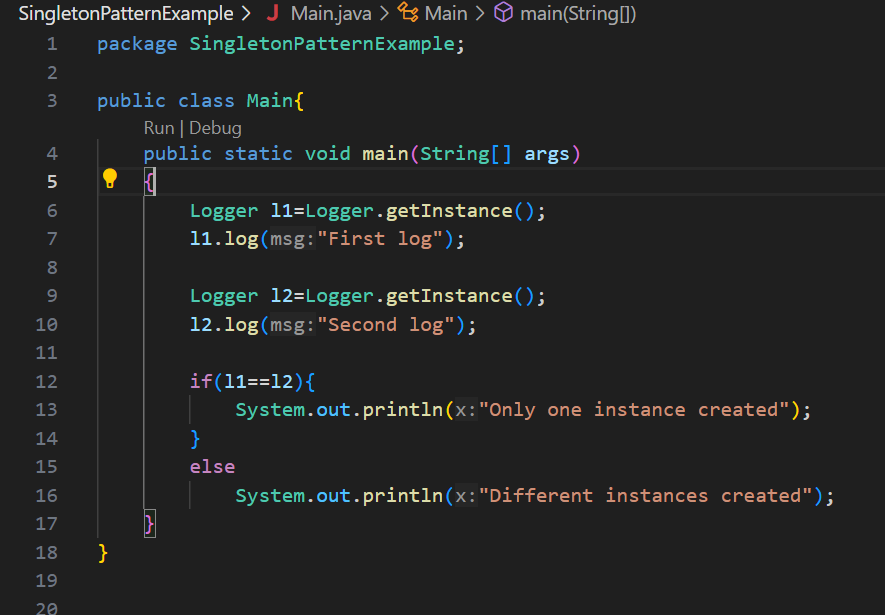 SingletonPatternExample > Main.java > Main > main(String[])
1 package SingletonPatternExample;
2
3 public class Main{
Run | Debug
4 public static void main(String[] args)
5 {
6 Logger l1=Logger.getInstance();
7 l1.log(msg:"First log");
8
9 Logger l2=Logger.getInstance();
10 l2.log(msg:"Second log");
11
12 if(l1==l2){
13 System.out.println(x:"Only one instance created");
14 }
15 else
16 System.out.println(x:"Different instances created");
17 }
18 }
19
20